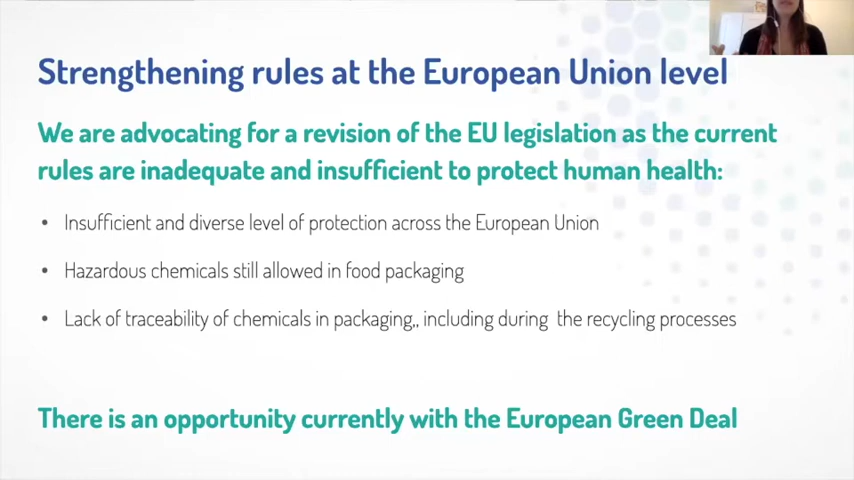 Strengthening rules at the European Union level
We are advocating for a revision of the EU legislation as the current
rules are inadequate and insufficient to protect human health:
• Insufficient and diverse level of protection across the European Union
• Hazardous chemicals still allowed in food packaging
• Lack of traceability of chemicals in packaging,, including during the recycling processes
There is an opportunity currently with the European Green Deal